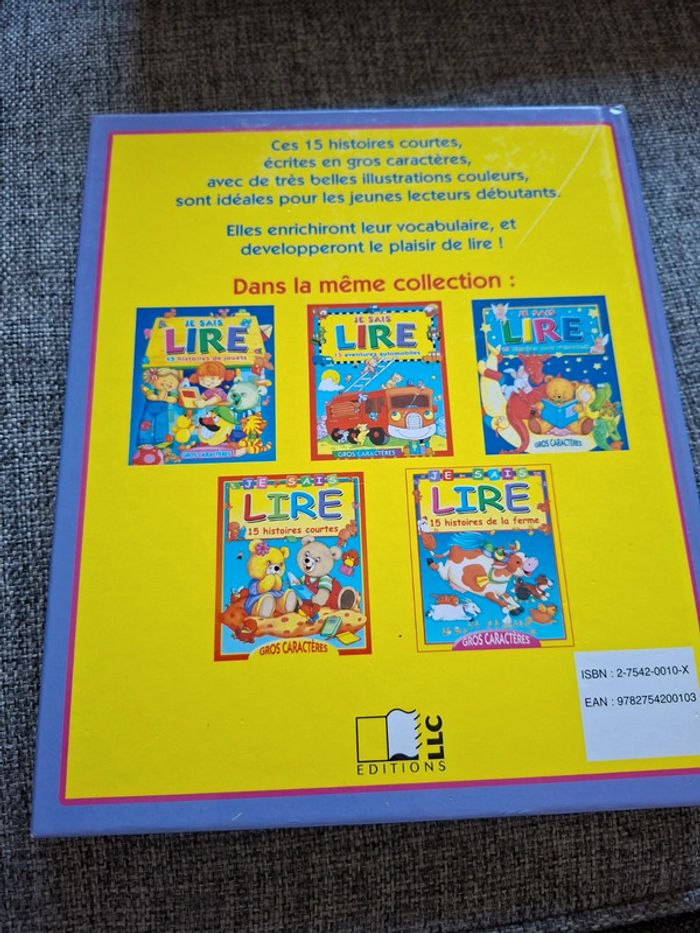 Ces 15 histoires courtes,
écrites en gros caractères,
avec de très belles illustrations couleurs,
sont idéales pour les jeunes lecteurs débutants.
Elles enrichiront leur vocabulaire, et
developperont le plaisir de lire !
Dans la même collection :
JE SAIS
LIRE
15 histoires de jouets
GROS CARACTÈRES
JE SAIS
LIRE
15 aventures automobiles
GROS CARACTÈRES
JE SAIS
LIRE
GROS CARACTÈRES
JE SAIS
LIRE
15 histoires courtes
GROS CARACTÈRES
JE SAIS
LIRE
15 histoires de la ferme
GROS CARACTÈRES
ISBN : 2-7542-0010-X
EAN : 9782754200103
LLC
EDITIONS